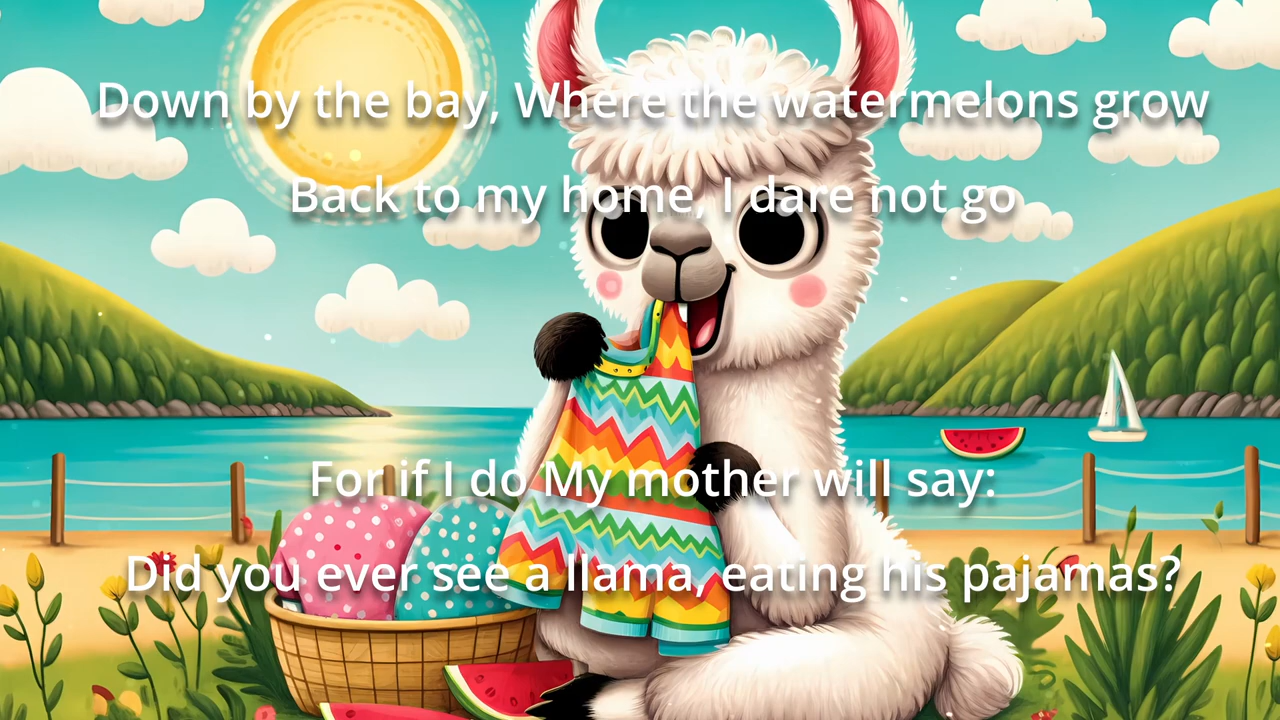 Down by the bay, Where the watermelons grow
Back to my home, I dare not go
For if I do My mother will say:
Did you ever see a llama, eating his pajamas?